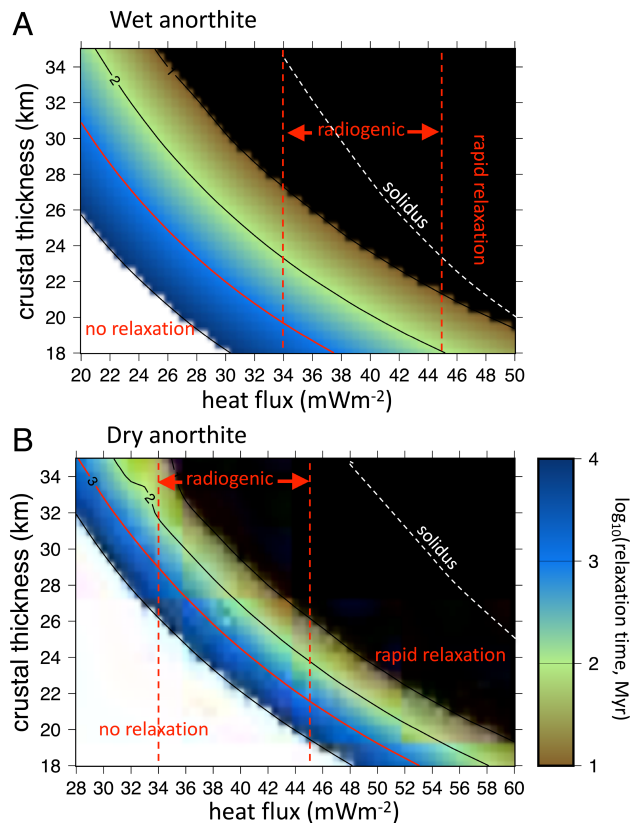 A
Wet anorthite
crustal thickness (km)
34
32
30
28
26
24
22
20
18
1
2
radiogenic
solidus
rapid relaxation
no relaxation
20 22 24 26 28 30 32 34 36 38 40 42 44 46 48 50
heat flux (mWm-2)
B
Dry anorthite
crustal thickness (km)
34
32
30
28
26
24
22
20
18
3
2
radiogenic
solidus
rapid relaxation
no relaxation
28 30 32 34 36 38 40 42 44 46 48 50 52 54 56 58 60
heat flux (mWm-2)
4
3
2
1
log10(relaxation time, Myr)